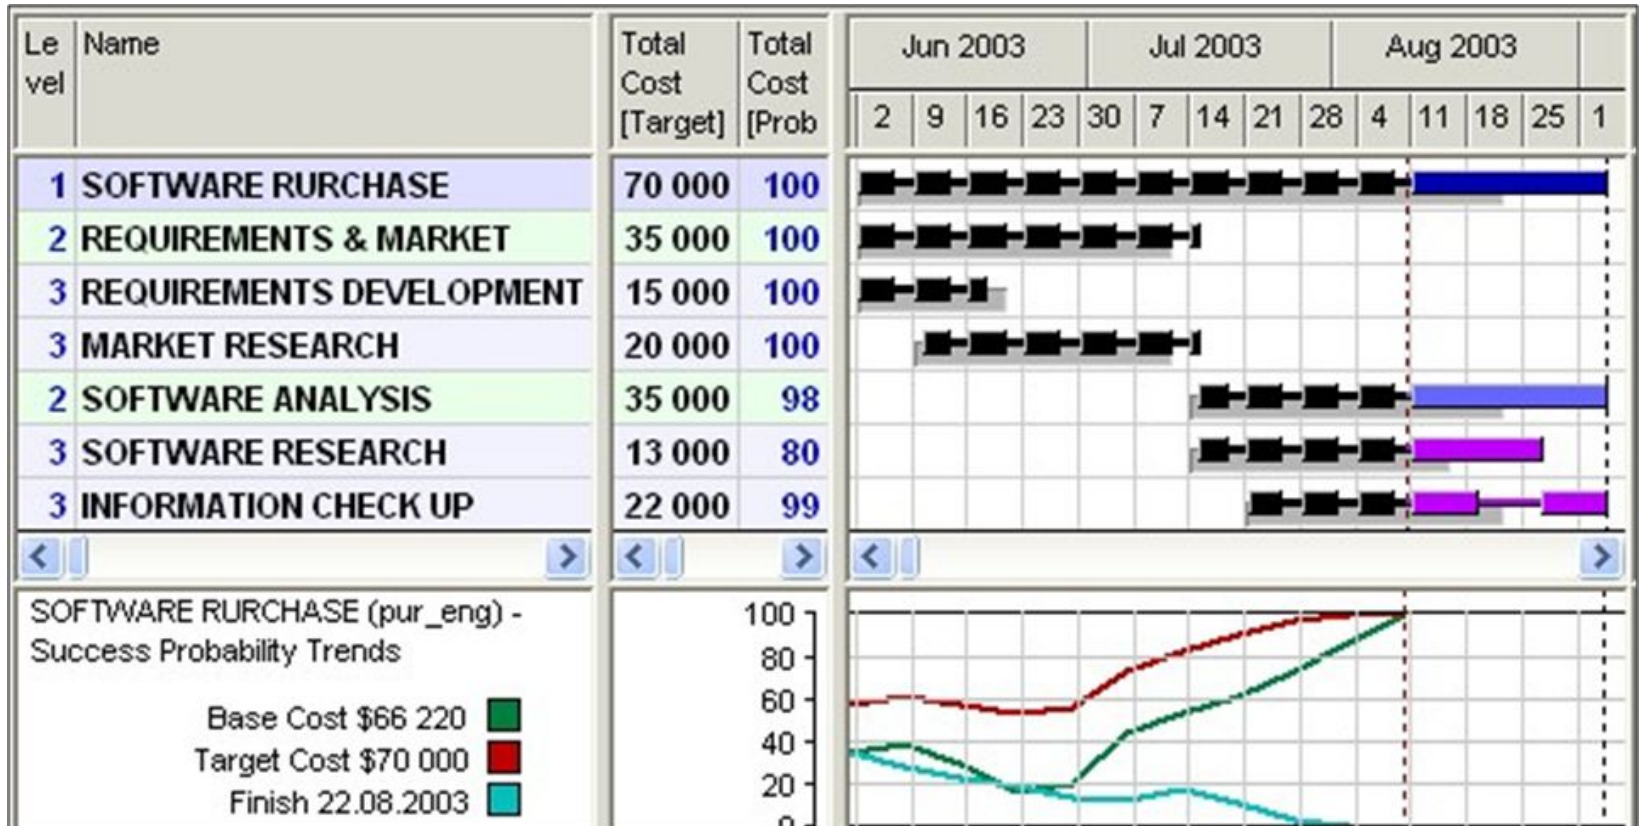 Le
vel
Name
Total
Cost
[Target]
Total
Cost
[Prob
Jun 2003 Jul 2003 Aug 2003
2 9 16 23 30 7 14 21 28 4 11 18 25 1
1 SOFTWARE RURCHASE 70 000 100
2 REQUIREMENTS & MARKET 35 000 100
3 REQUIREMENTS DEVELOPMENT 15 000 100
3 MARKET RESEARCH 20 000 100
2 SOFTWARE ANALYSIS 35 000 98
3 SOFTWARE RESEARCH 13 000 80
3 INFORMATION CHECK UP 22 000 99
SOFTWARE RURCHASE (pur_eng) -
Success Probability Trends
Base Cost $66 220
Target Cost $70 000
Finish 22.08.2003
100
80
60
40
20
0